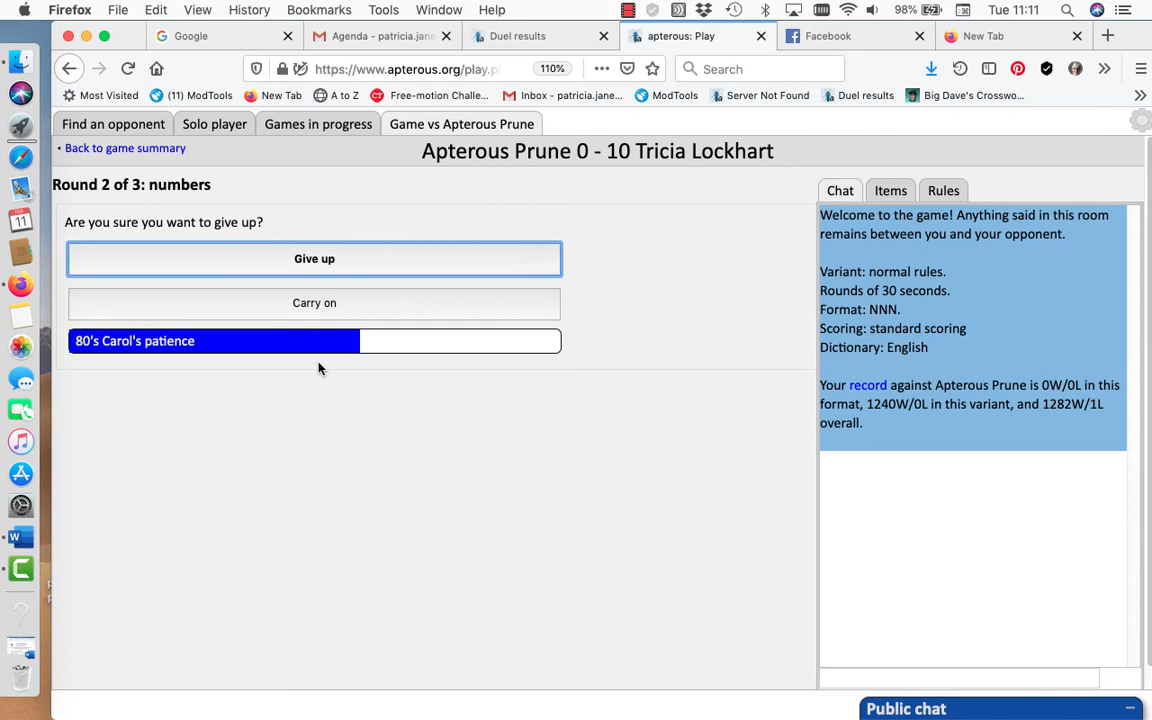 Firefox File Edit View History Bookmarks Tools Window Help 98% Tue 11:11
Google Agenda - patricia.jane Duel results apterous: Play Facebook New Tab
https://www.apterous.org/play.p 110% Search
Most Visited (11) ModTools New Tab A to Z Free-motion Challe... Inbox - patricia.jane... ModTools Server Not Found Duel results Big Dave's Crosswo...
Find an opponent Solo player Games in progress Game vs Apterous Prune
Back to game summary
Apterous Prune 0 - 10 Tricia Lockhart
Round 2 of 3: numbers
Are you sure you want to give up?
Give up
Carry on
80's Carol's patience
Chat Items Rules
Welcome to the game! Anything said in this room
remains between you and your opponent.
Variant: normal rules.
Rounds of 30 seconds.
Format: NNN.
Scoring: standard scoring
Dictionary: English
Your record against Apterous Prune is 0W/0L in this
format, 1240W/0L in this variant, and 1282W/1L
overall.
Public chat